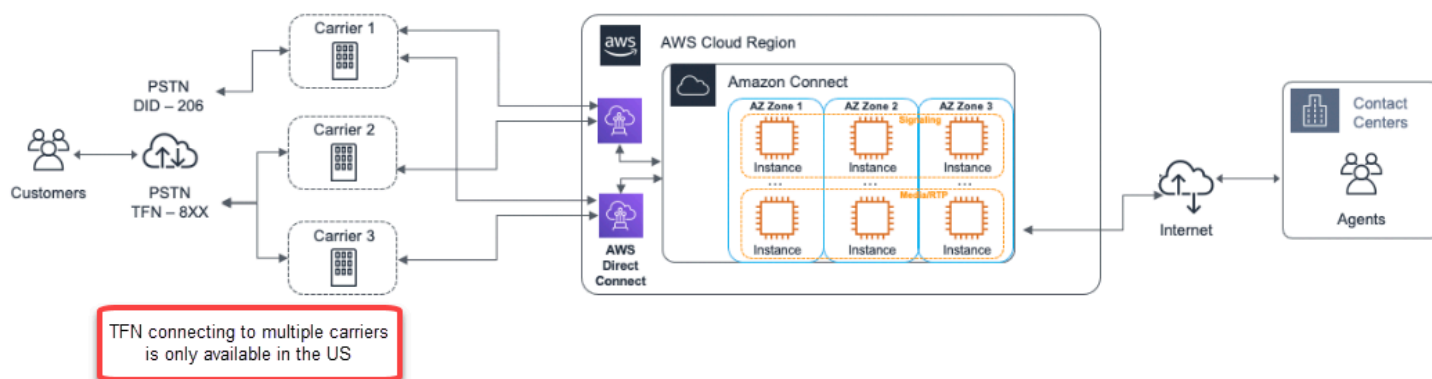 Customers
PSTN
DID – 206
PSTN
TFN – 8XX
Carrier 1
Carrier 2
Carrier 3
TFN connecting to multiple carriers
is only available in the US
aws
AWS Cloud Region
AWS
Direct
Connect
Amazon Connect
AZ Zone 1
AZ Zone 2
AZ Zone 3
Signaling
Instance
Instance
Instance
...
...
...
Media/RTP
Instance
Instance
Instance
Internet
Contact
Centers
Agents